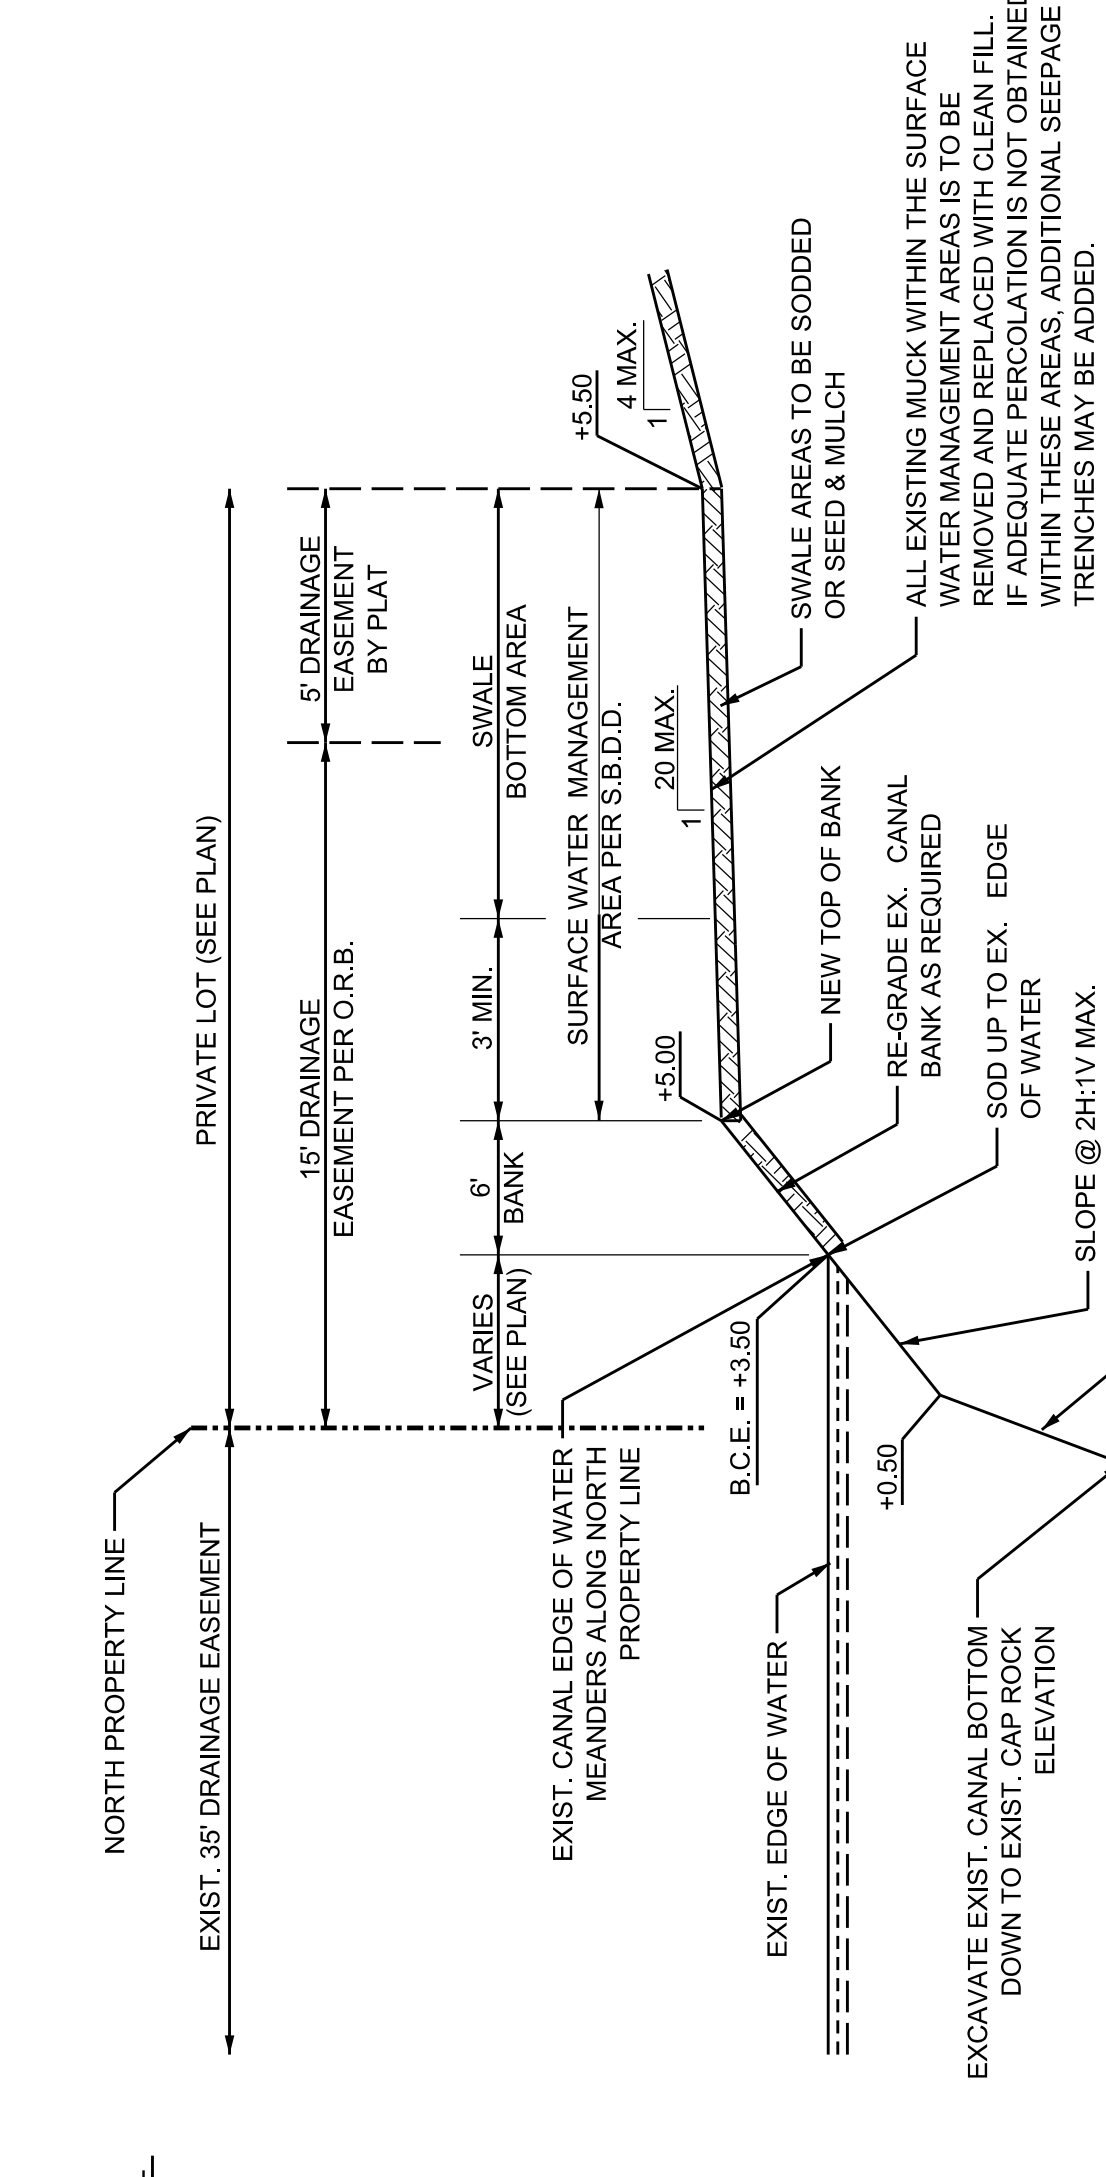 NORTH PROPERTY LINE
EXIST. 35' DRAINAGE EASEMENT
PRIVATE LOT (SEE PLAN)
15' DRAINAGE
EASEMENT PER O.R.B.
5' DRAINAGE
EASEMENT
BY PLAT
VARIES
(SEE PLAN)
6'
BANK
3' MIN.
SWALE
BOTTOM AREA
SURFACE WATER MANAGEMENT
AREA PER S.B.D.D.
EXIST. CANAL EDGE OF WATER
MEANDERS ALONG NORTH
PROPERTY LINE
B.C.E. = +3.50
+5.00
20 MAX.
1
+5.50
4 MAX.
1
EXIST. EDGE OF WATER
+0.50
NEW TOP OF BANK
SWALE AREAS TO BE SODDED
OR SEED & MULCH
RE-GRADE EX. CANAL
BANK AS REQUIRED
ALL EXISTING MUCK WITHIN THE SURFACE
WATER MANAGEMENT AREAS IS TO BE
REMOVED AND REPLACED WITH CLEAN FILL.
IF ADEQUATE PERCOLATION IS NOT OBTAINED
WITHIN THESE AREAS, ADDITIONAL SEEPAGE
TRENCHES MAY BE ADDED.
SOD UP TO EX. EDGE
OF WATER
SLOPE @ 2H:1V MAX.
EXCAVATE EXIST. CANAL BOTTOM
DOWN TO EXIST. CAP ROCK
ELEVATION